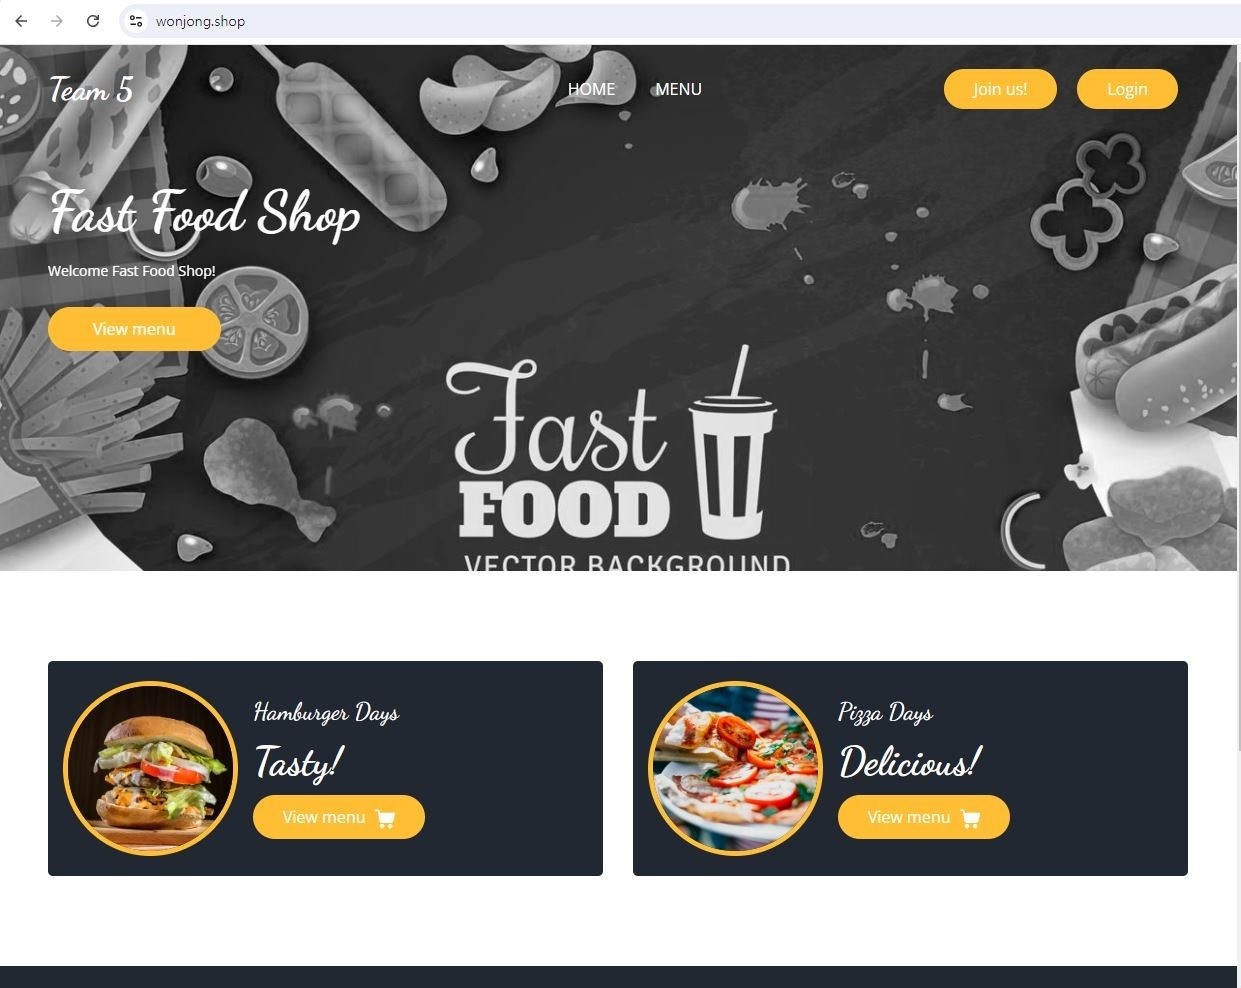 wonjong.shop
Team 5
HOME MENU
Join us! Login
Fast Food Shop
Welcome Fast Food Shop!
View menu
Fast
FOOD
VECTOR BACKGROUND
Hamburger Days
Tasty!
View menu
Pizza Days
Delicious!
View menu